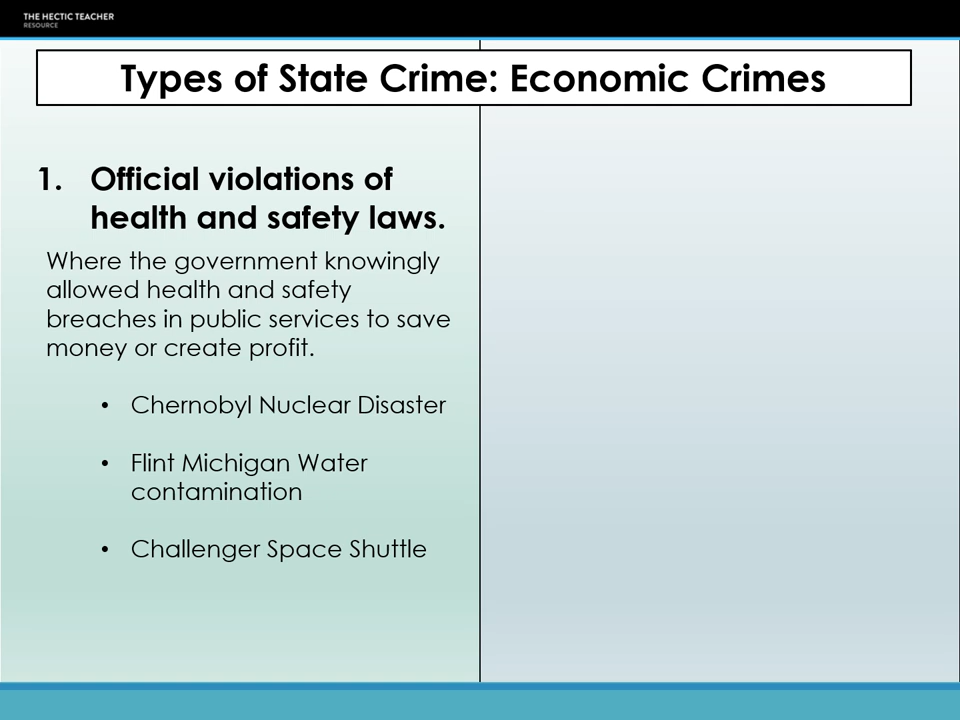 THE HECTIC TEACHER
RESOURCE
Types of State Crime: Economic Crimes
1. Official violations of
health and safety laws.
Where the government knowingly
allowed health and safety
breaches in public services to save
money or create profit.
• Chernobyl Nuclear Disaster
• Flint Michigan Water
contamination
• Challenger Space Shuttle